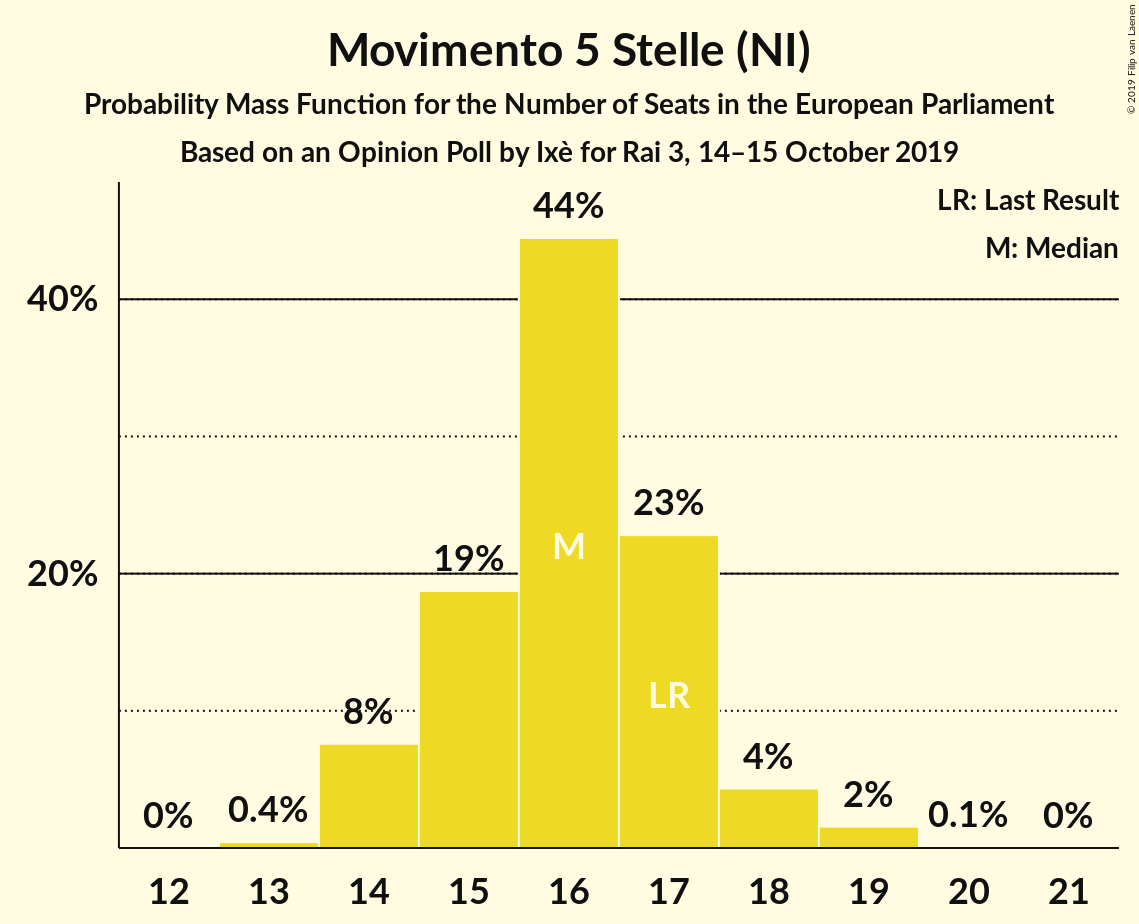 Movimento 5 Stelle (NI)
Probability Mass Function for the Number of Seats in the European Parliament
Based on an Opinion Poll by Ixè for Rai 3, 14–15 October 2019
© 2019 Filip van Laenen
LR: Last Result
M: Median
44%
40%
23%
M
19%
20%
LR
8%
4%
2%
0%
0.4%
0.1%
0%
12 13 14 15 16 17 18 19 20 21